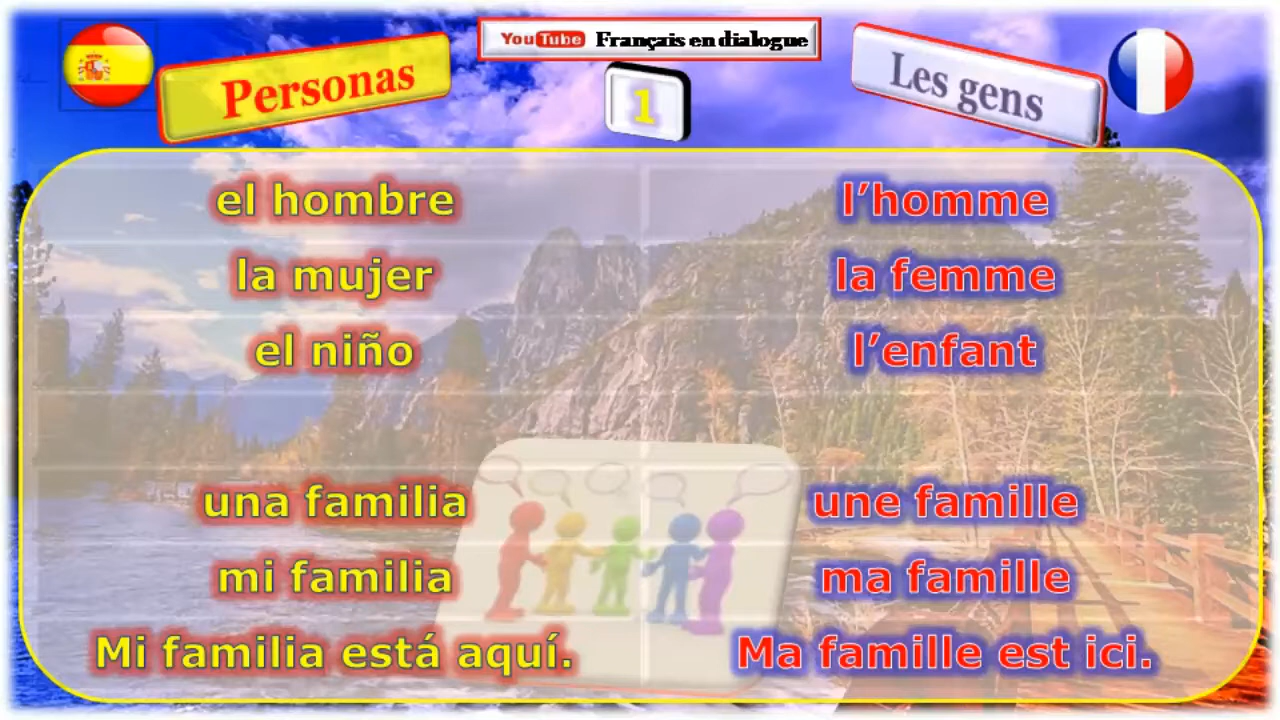 YouTube Français en dialogue
Personas
1
Les gens
el hombre
l’homme
la mujer
la femme
el niño
l’enfant
una familia
une famille
mi familia
ma famille
Mi familia está aquí.
Ma famille est ici.